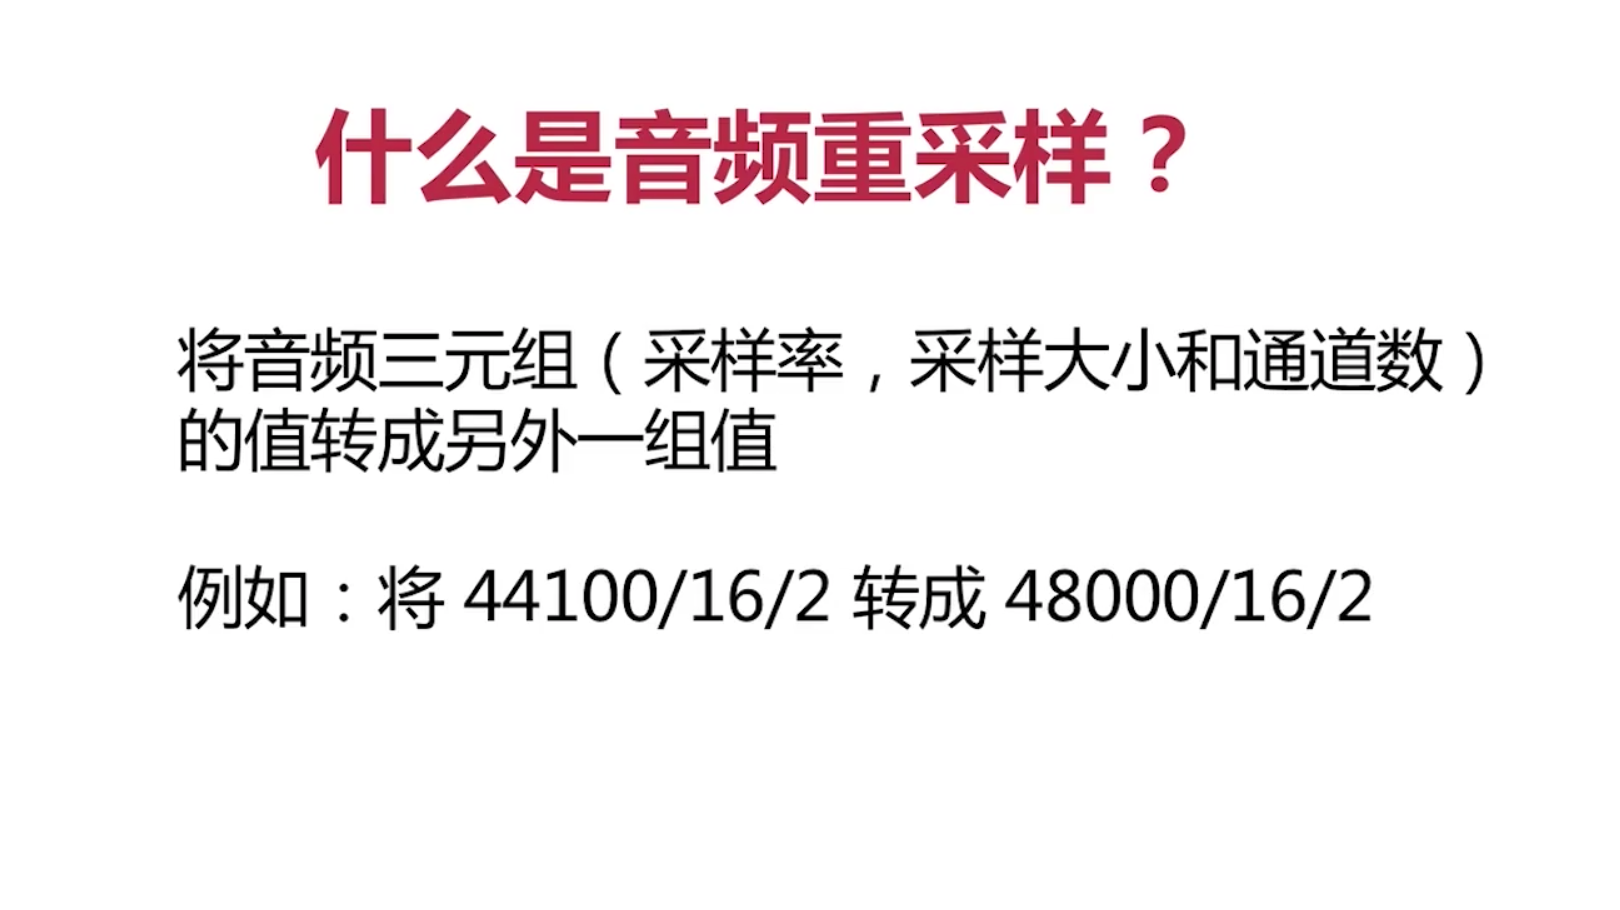 什么是音频重采样？
将音频三元组（采样率，采样大小和通道数）
的值转成另外一组值
例如：将 44100/16/2 转成 48000/16/2